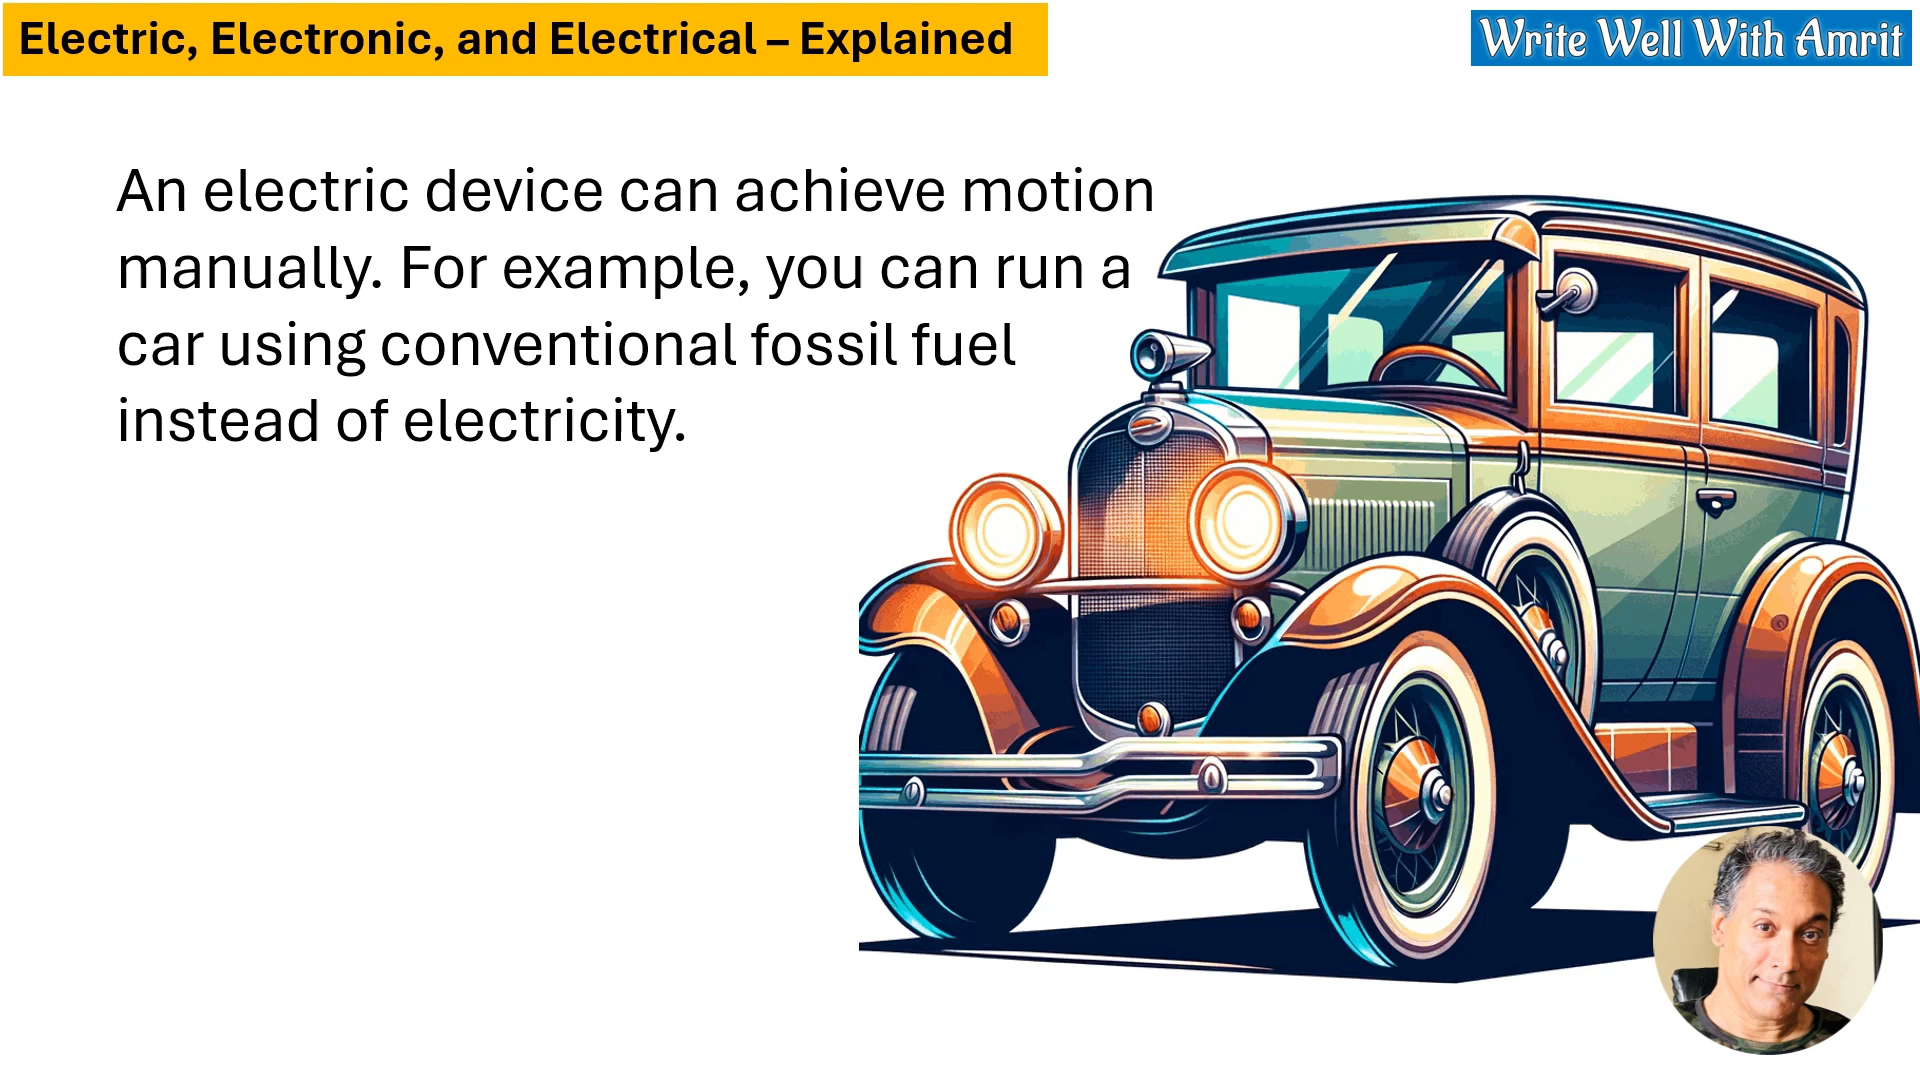 Electric, Electronic, and Electrical – Explained
Write Well With Amrit
An electric device can achieve motion
manually. For example, you can run a
car using conventional fossil fuel
instead of electricity.